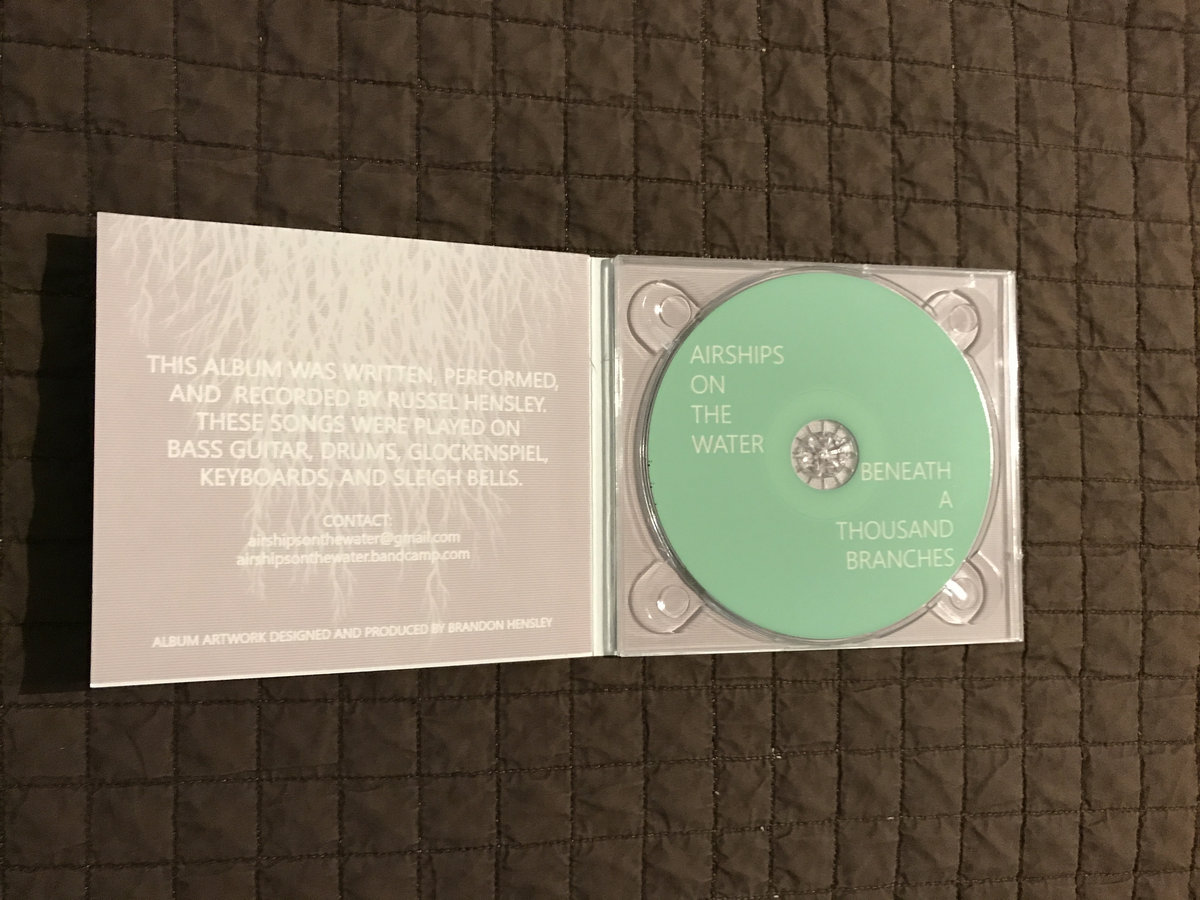 THIS ALBUM WAS WRITTEN, PERFORMED,
AND RECORDED BY RUSSEL HENSLEY.
THESE SONGS WERE PLAYED ON
BASS GUITAR, DRUMS, GLOCKENSPIEL,
KEYBOARDS, AND SLEIGH BELLS.
CONTACT:
airshipsonthewater@gmail.com
airshipsonthewater.bandcamp.com
ALBUM ARTWORK DESIGNED AND PRODUCED BY BRANDON HENSLEY
AIRSHIPS
ON
THE
WATER
BENEATH
A
THOUSAND
BRANCHES